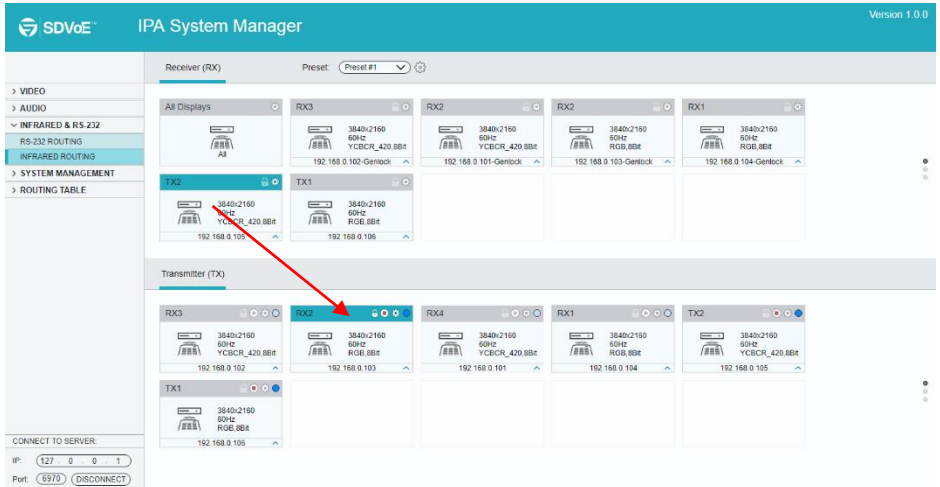 SDVoE™ IPA System Manager Version 1.0.0
Receiver (RX) Preset: Preset #1
> VIDEO
> AUDIO
INFRARED & RS-232
RS-232 ROUTING
INFRARED ROUTING
> SYSTEM MANAGEMENT
> ROUTING TABLE
CONNECT TO SERVER:
IP: 127 . 0 . 0 . 1
Port: 6970 DISCONNECT
All Displays RX3 RX2 RX2 RX1
3840x2160 3840x2160 3840x2160 3840x2160
60Hz 60Hz 60Hz 60Hz
All YCBCR_420,8Bit YCBCR_420,8Bit RGB,8Bit RGB,8Bit
192.168.0.102-Genlock 192.168.0.101-Genlock 192.168.0.103-Genlock 192.168.0.104-Genlock
TX2 TX1
3840x2160 3840x2160
60Hz 60Hz
YCBCR_420,8Bit RGB,8Bit
192.168.0.105 192.168.0.106
Transmitter (TX)
RX3 RX2 RX4 RX1 TX2
3840x2160 3840x2160 3840x2160 3840x2160 3840x2160
60Hz 60Hz 60Hz 60Hz 60Hz
YCBCR_420,8Bit RGB,8Bit YCBCR_420,8Bit RGB,8Bit YCBCR_420,8Bit
192.168.0.102 192.168.0.103 192.168.0.101 192.168.0.104 192.168.0.105
TX1
3840x2160
60Hz
RGB,8Bit
192.168.0.106